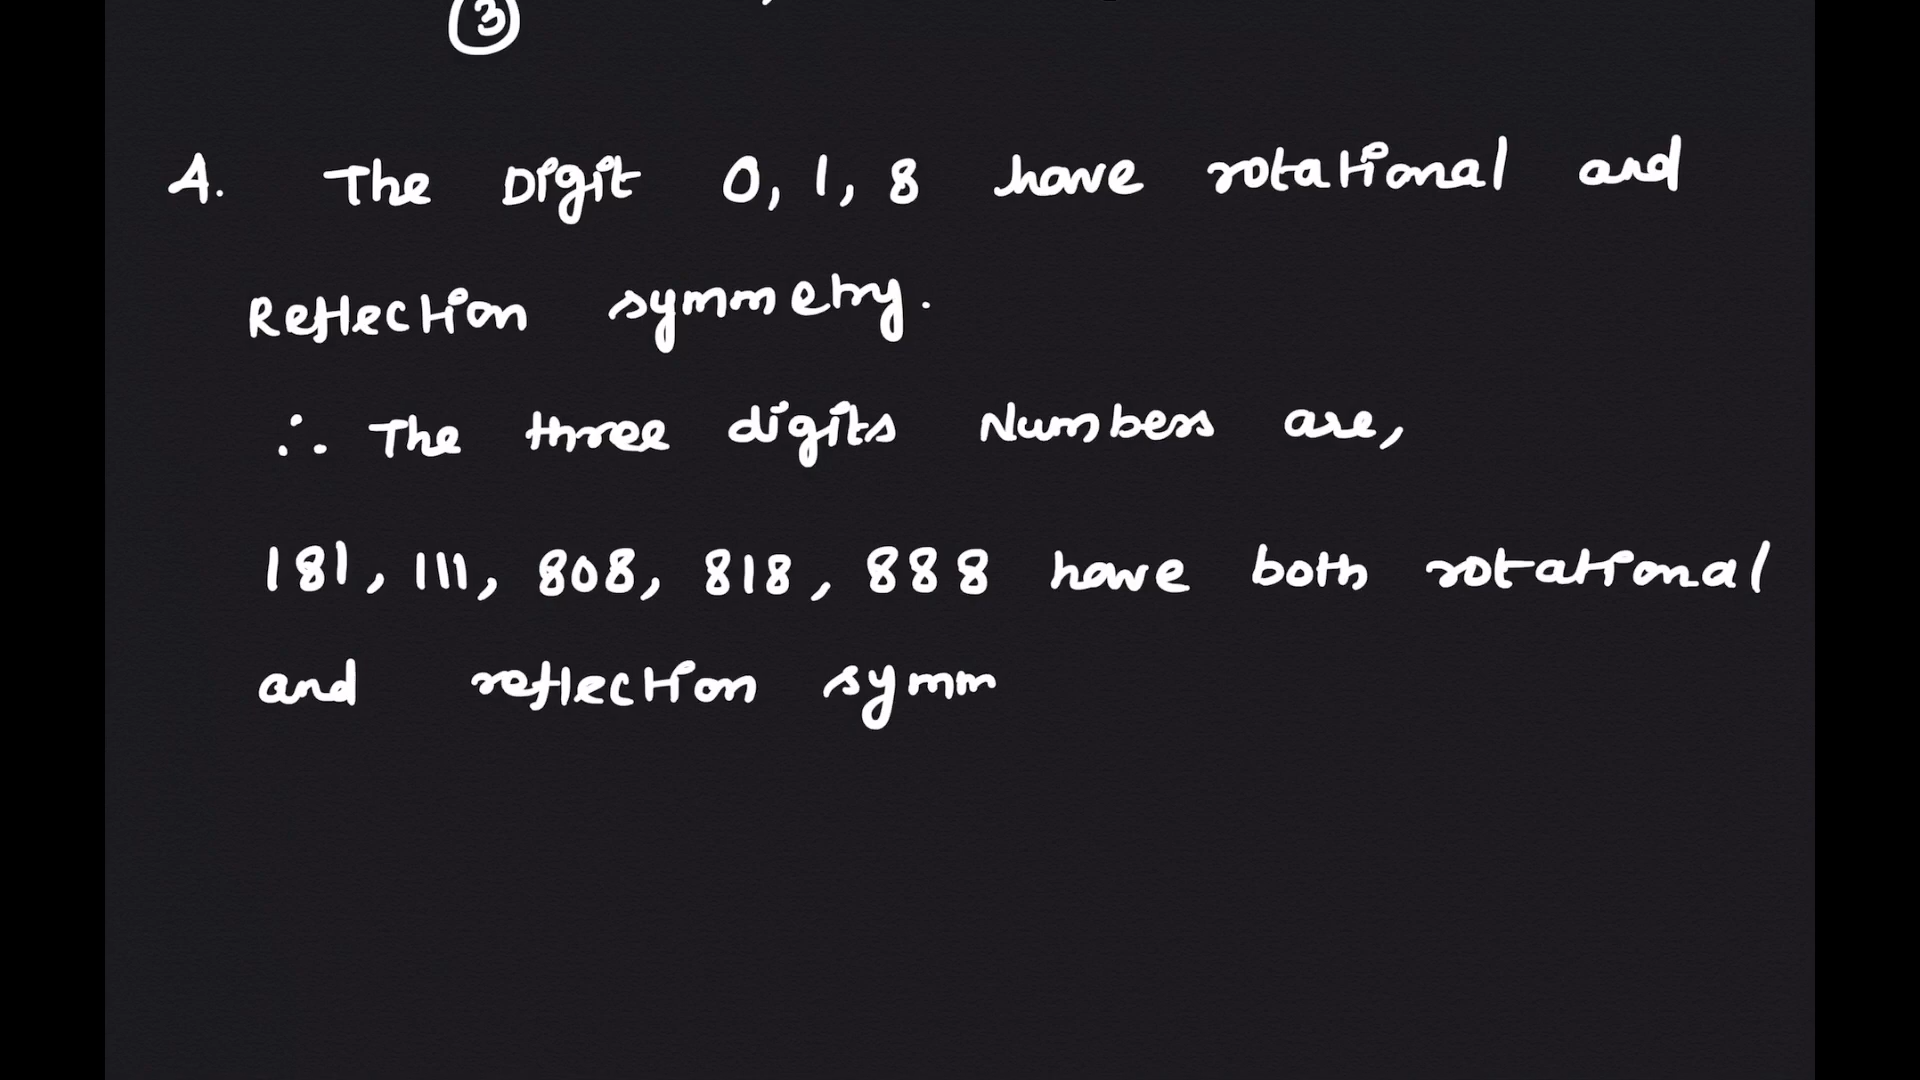 3
A. The Digit 0, 1, 8 have rotational and
Reflection symmetry.
∴ The three digits Numbers are,
181, 111, 808, 818, 888 have both rotational
and reflection symm